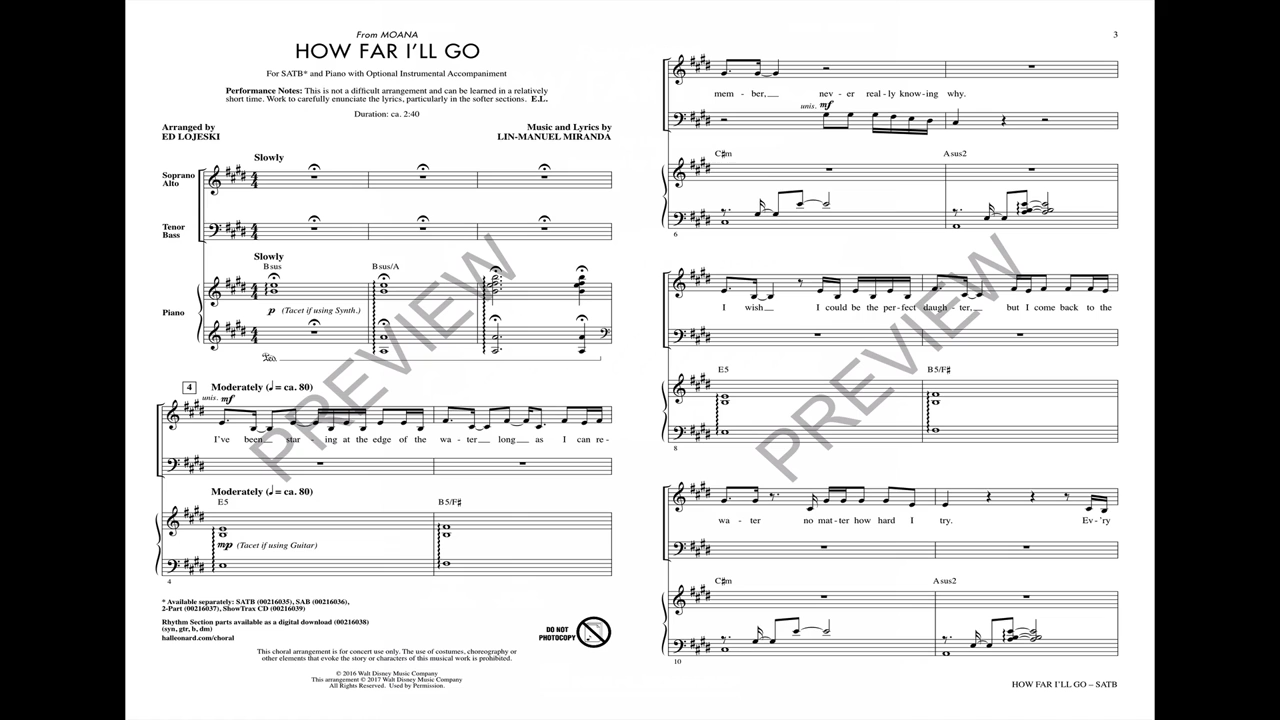 From MOANA
HOW FAR I'LL GO
For SATB* and Piano with Optional Instrumental Accompaniment
Performance Notes: This is not a difficult arrangement and can be learned in a relatively
short time. Work to carefully enunciate the lyrics, particularly in the softer sections. E.L.
Duration: ca. 2:40
Arranged by
ED LOJESKI
Music and Lyrics by
LIN-MANUEL MIRANDA
Slowly
Soprano
Alto
Tenor
Bass
Slowly
Bsus Bsus/A
Piano
p (Tacet if using Synth.)
Ped.
4 Moderately (♩ = ca. 80)
unis. mf
I've been star - ing at the edge of the wa - ter long as I can re-
Moderately (♩ = ca. 80)
E5 B5/F♯
mp (Tacet if using Guitar)
4
* Available separately: SATB (00216035), SAB (00216036),
2-Part (00216037), ShowTrax CD (00216039)
Rhythm Section parts available as a digital download (00216038)
(syn, gtr, b, dm)
halleonard.com/choral
DO NOT
PHOTOCOPY
This choral arrangement is for concert use only. The use of costumes, choreography or
other elements that evoke the story or characters of this musical work is prohibited.
© 2016 Walt Disney Music Company
This arrangement © 2017 Walt Disney Music Company
All Rights Reserved. Used by Permission.
PREVIEW
3
mem - ber, nev - er real - ly know - ing why.
unis. mf
C♯m Asus2
6
I wish I could be the per - fect daugh - ter, but I come back to the
E5 B5/F♯
8
wa - ter no mat - ter how hard I try. Ev - 'ry
C♯m Asus2
10
HOW FAR I'LL GO – SATB
PREVIEW